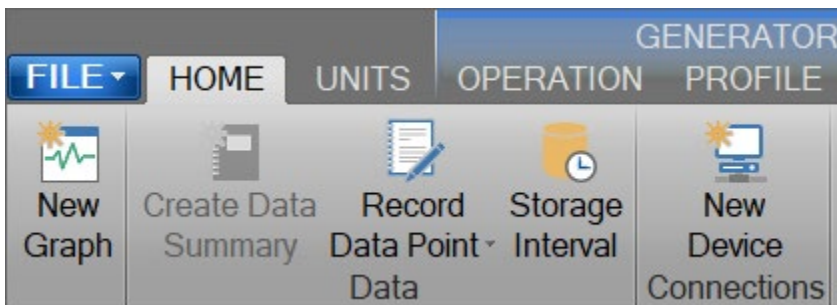 GENERATOR
FILE HOME UNITS OPERATION PROFILE
New Graph
Create Data Summary
Record Data Point
Storage Interval
New Device
Data
Connections